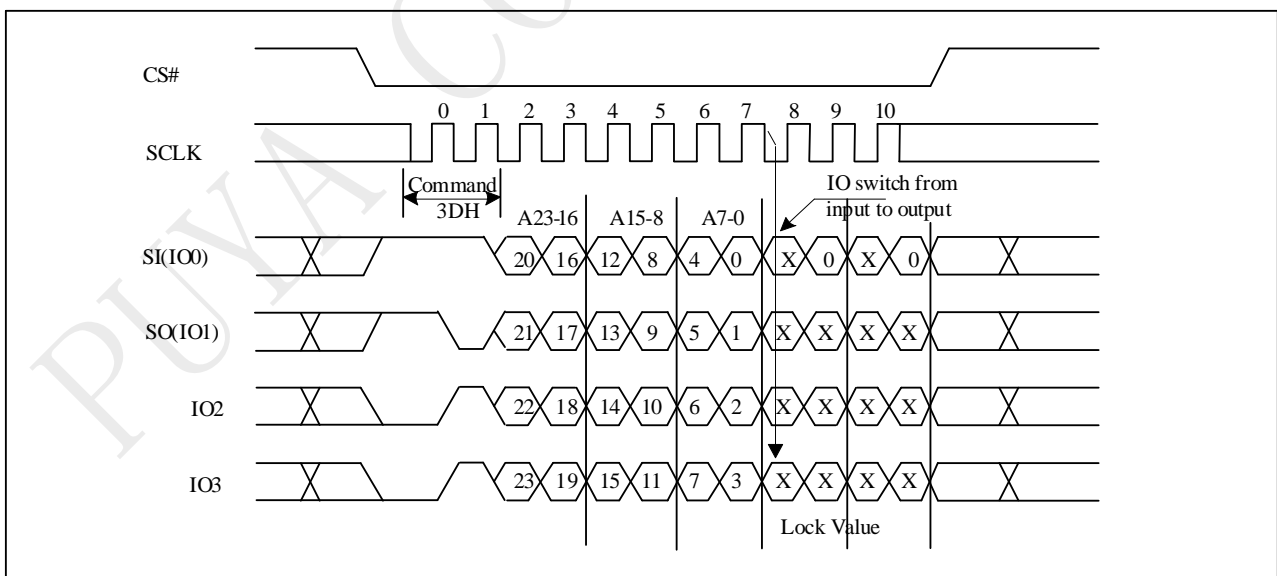 PUYA CO
CS#
0 1 2 3 4 5 6 7 8 9 10
SCLK
Command
3DH
IO switch from
input to output
A23-16 A15-8 A7-0
SI(IO0) 20 16 12 8 4 0 X 0 X 0
SO(IO1) 21 17 13 9 5 1 X X X X
IO2 22 18 14 10 6 2 X X X X
IO3 23 19 15 11 7 3 X X X X
Lock Value